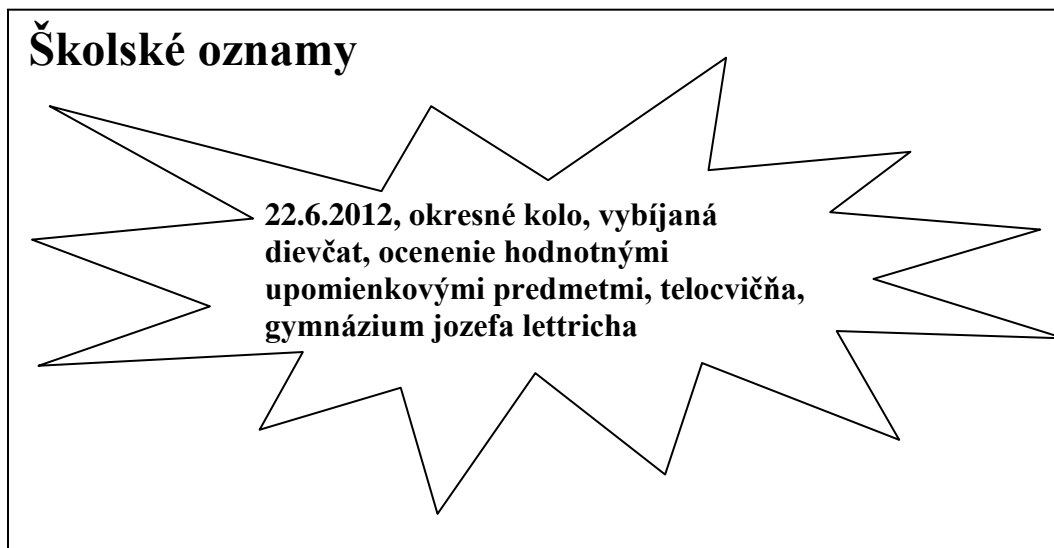 Školské oznamy
22.6.2012, okresné kolo, vybíjaná
dievčat, ocenenie hodnotnými
upomienkovými predmetmi, telocvičňa,
gymnázium jozefa lettricha